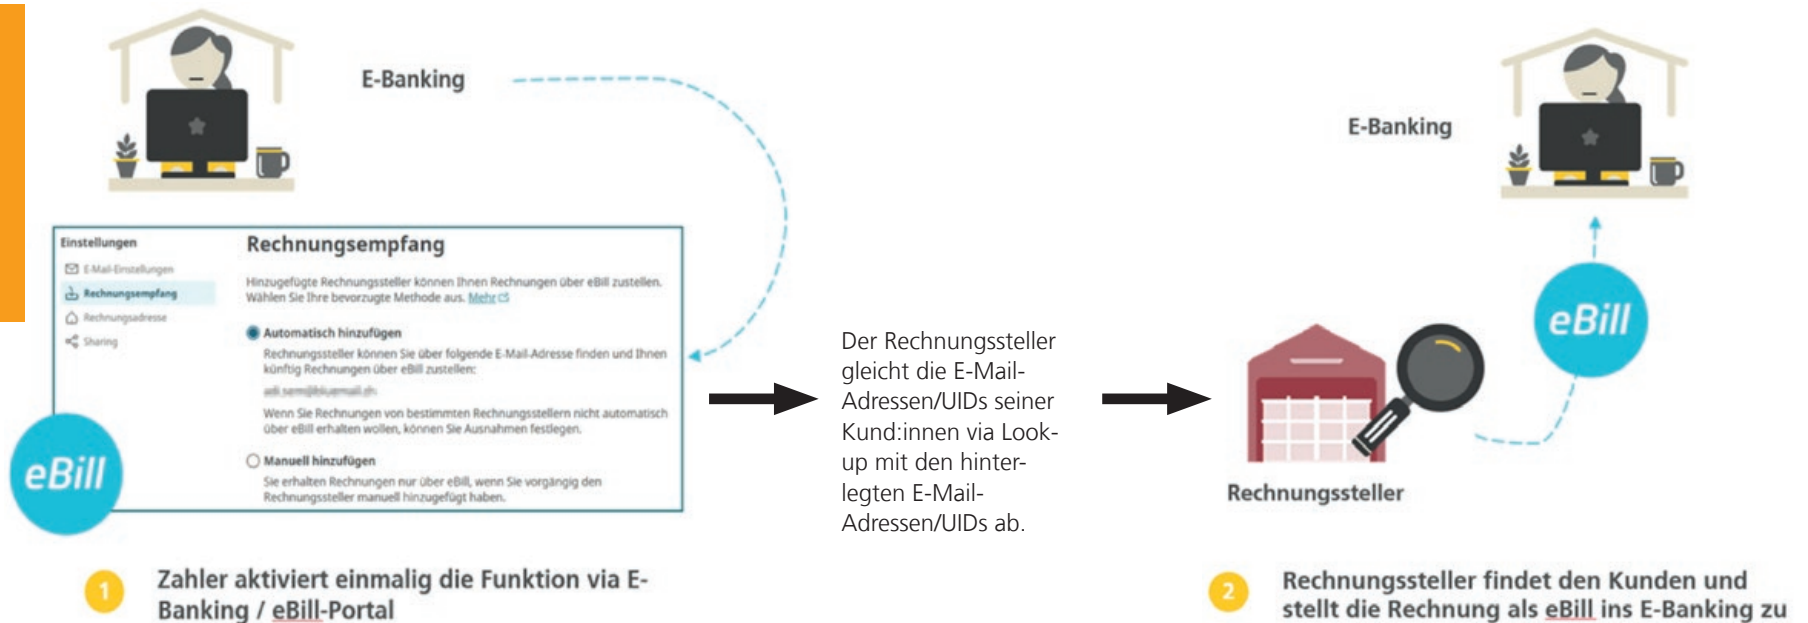 E-Banking
Einstellungen
E-Mail-Einstellungen
Rechnungsempfang
Rechnungsadresse
Sharing
Rechnungsempfang
Hinzugefügte Rechnungssteller können Ihnen Rechnungen über eBill zustellen.
Wählen Sie Ihre bevorzugte Methode aus. Mehr
Automatisch hinzufügen
Rechnungssteller können Sie über folgende E-Mail-Adresse finden und Ihnen
künftig Rechnungen über eBill zustellen:
Wenn Sie Rechnungen von bestimmten Rechnungsstellern nicht automatisch
über eBill erhalten wollen, können Sie Ausnahmen festlegen.
Manuell hinzufügen
Sie erhalten Rechnungen nur über eBill, wenn Sie vorgängig den
Rechnungssteller manuell hinzugefügt haben.
eBill
1
Zahler aktiviert einmalig die Funktion via E-
Banking / eBill-Portal
Der Rechnungssteller
gleicht die E-Mail-
Adressen/UIDs seiner
Kund:innen via Look-
up mit den hinter-
legten E-Mail-
Adressen/UIDs ab.
E-Banking
eBill
Rechnungssteller
2
Rechnungssteller findet den Kunden und
stellt die Rechnung als eBill ins E-Banking zu